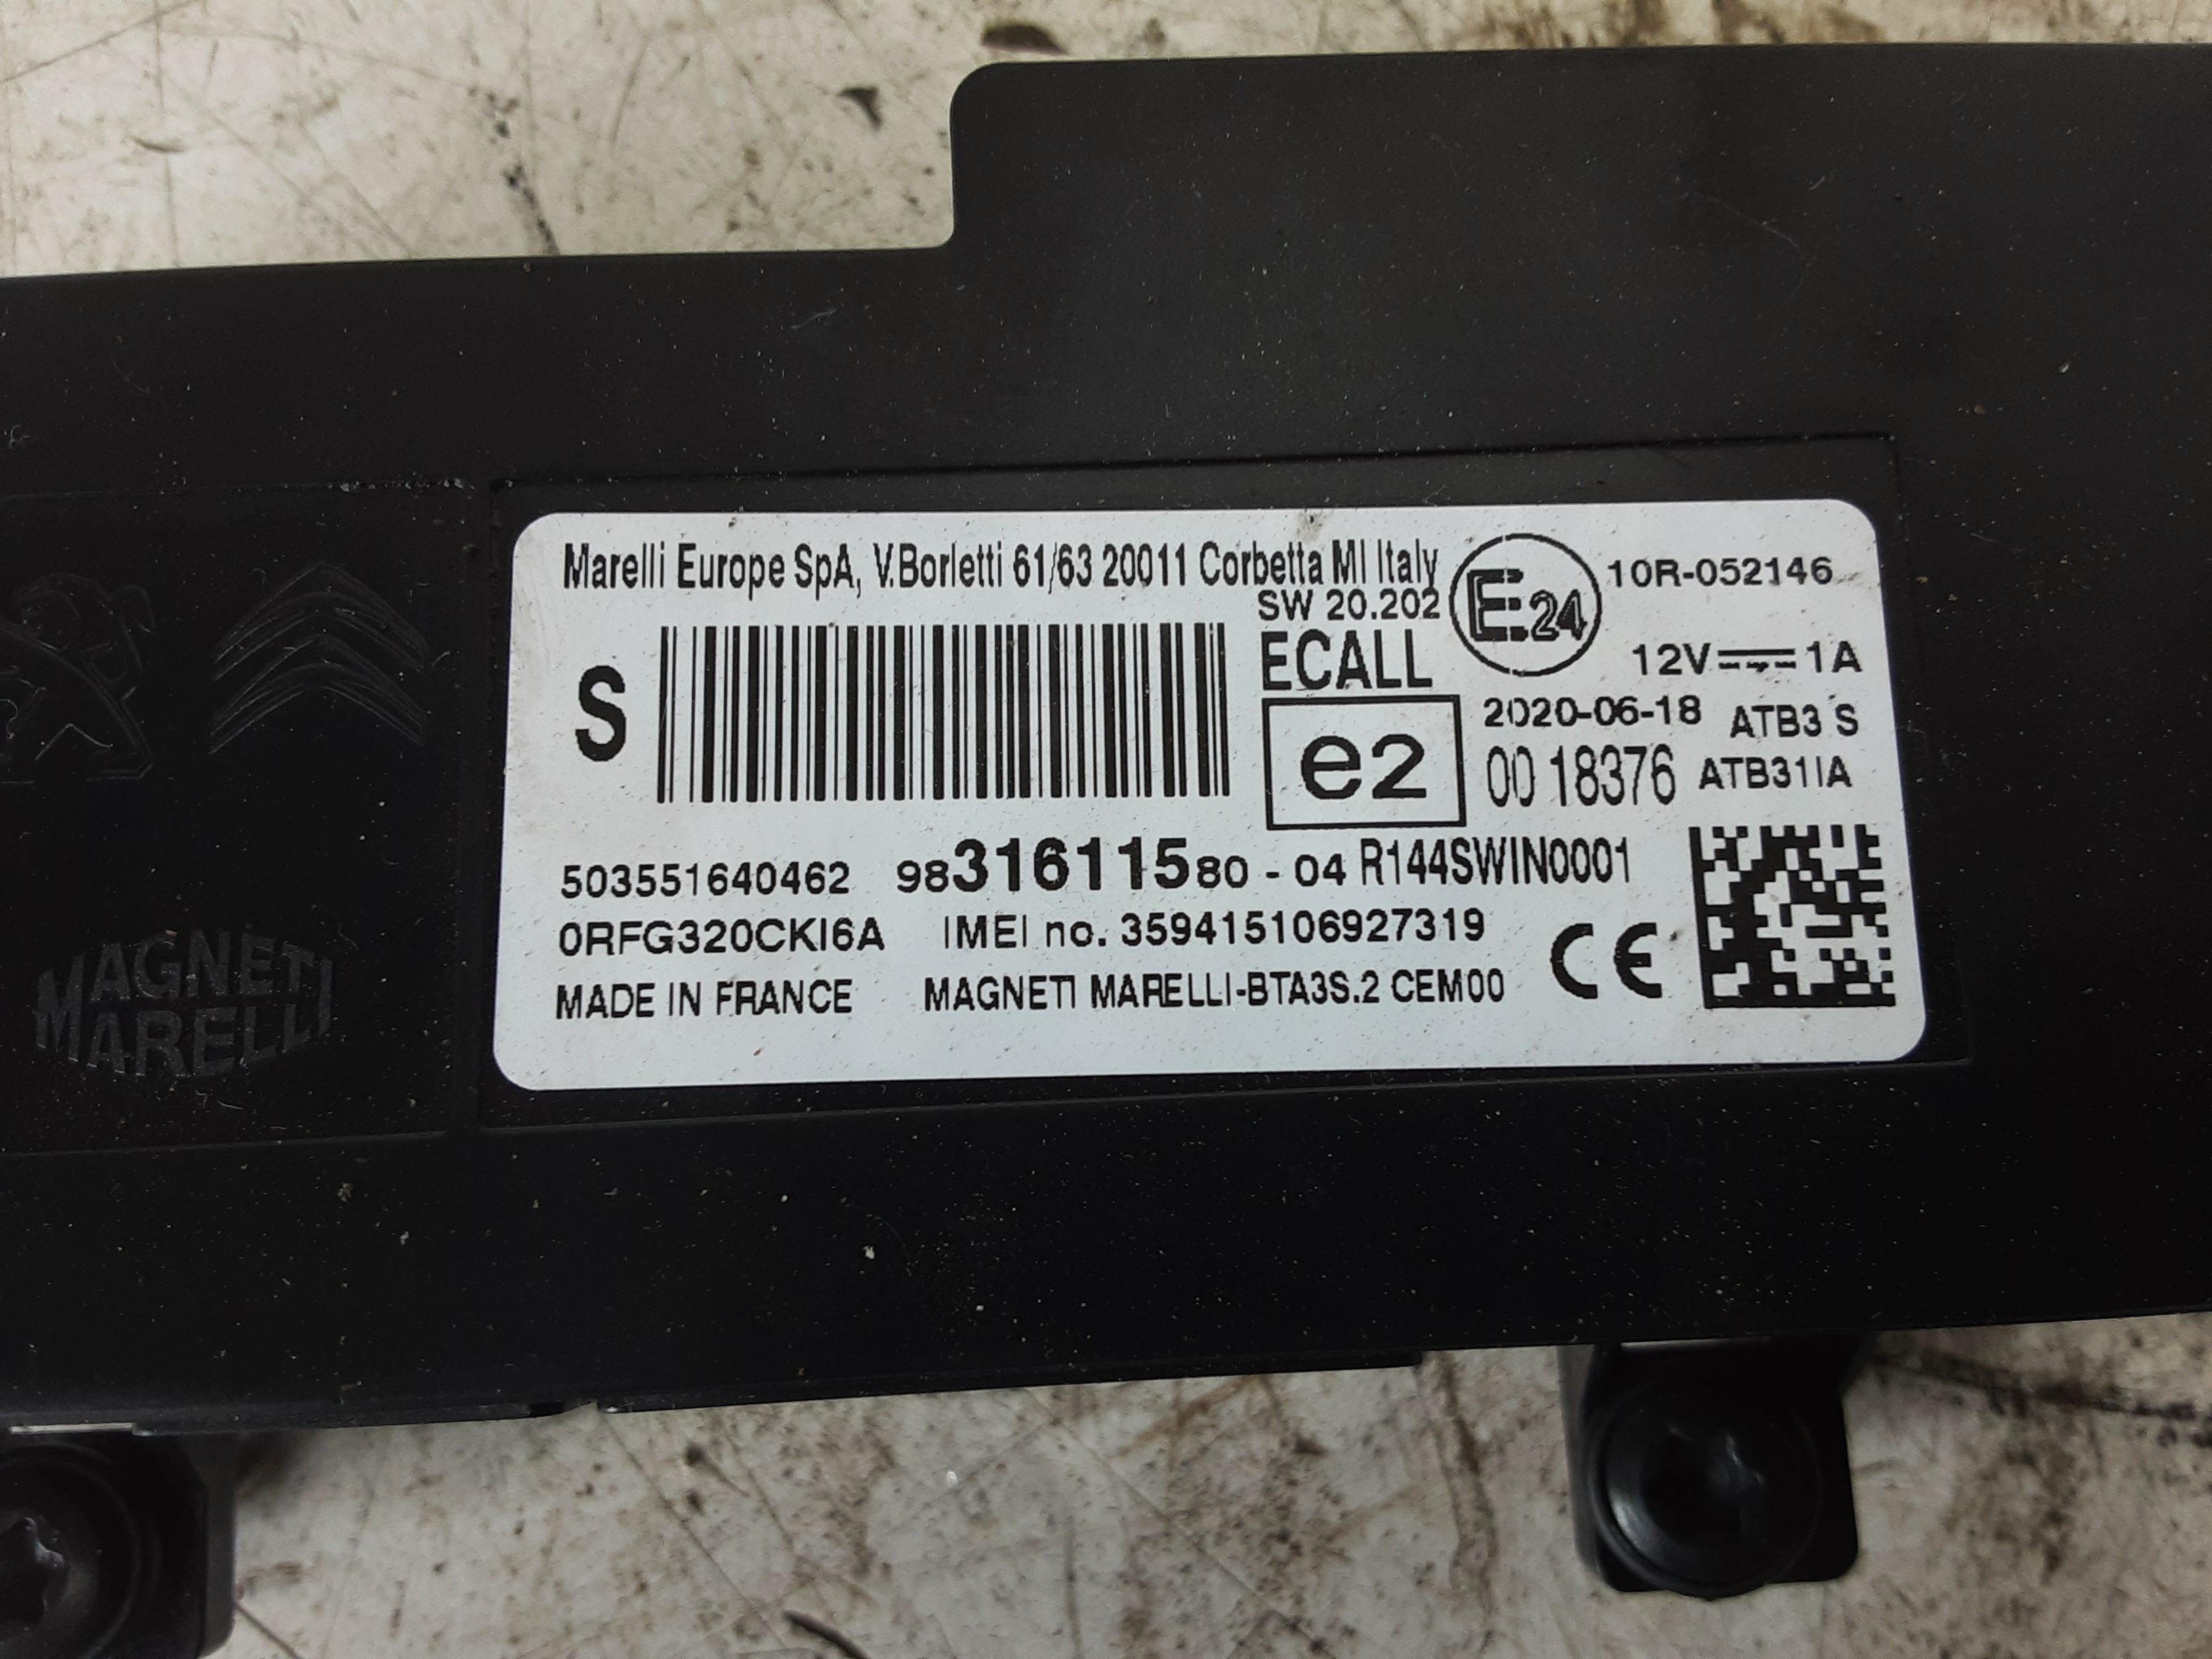 Marelli Europe SpA, V.Borletti 61/63 20011 Corbetta MI Italy
SW 20.202
E24
10R-052146
S
ECALL
12V 1A
e2
2020-06-18 ATB3 S
00 18376 ATB31IA
503551640462 9831611580 - 04 R144SWIN0001
0RFG320CKI6A IMEI no. 359415106927319
MADE IN FRANCE MAGNETI MARELLI-BTA3S.2 CEM00
CE
MAGNETI
MARELLI